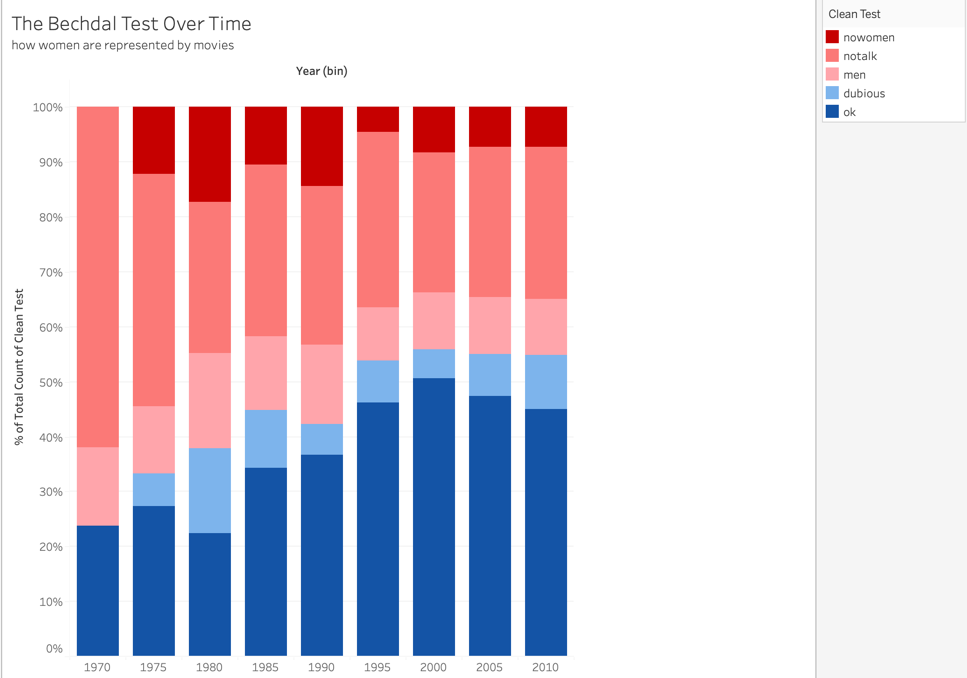 The Bechdal Test Over Time
how women are represented by movies
Year (bin)
% of Total Count of Clean Test
100%
90%
80%
70%
60%
50%
40%
30%
20%
10%
0%
1970 1975 1980 1985 1990 1995 2000 2005 2010
Clean Test
nowomen
notalk
men
dubious
ok